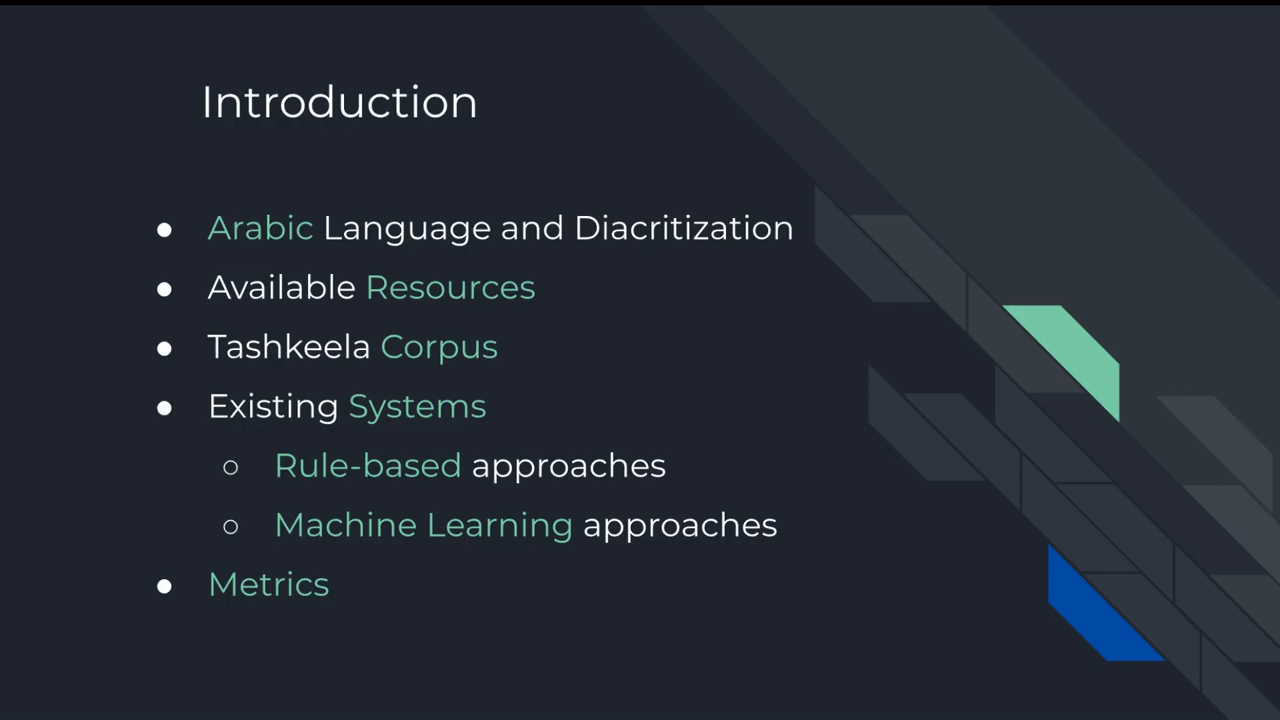 Introduction
● Arabic Language and Diacritization
● Available Resources
● Tashkeela Corpus
● Existing Systems
○ Rule-based approaches
○ Machine Learning approaches
● Metrics